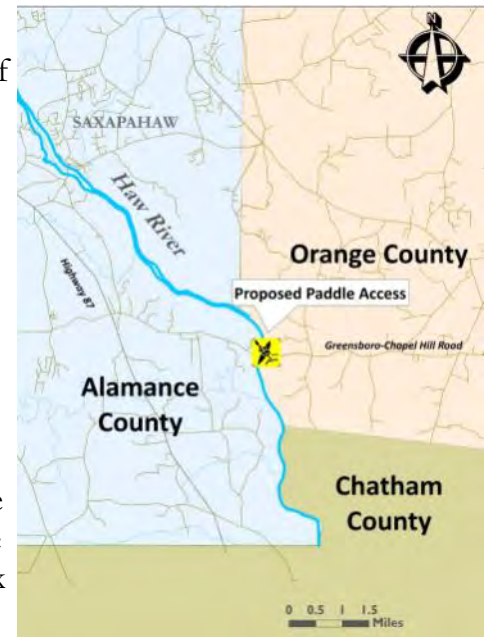 N
SAXAPAHAW
Haw River
Orange County
Highway 87
Proposed Paddle Access
Greensboro-Chapel Hill Road
Alamance
County
Chatham
County
0 0.5 1 1.5
Miles